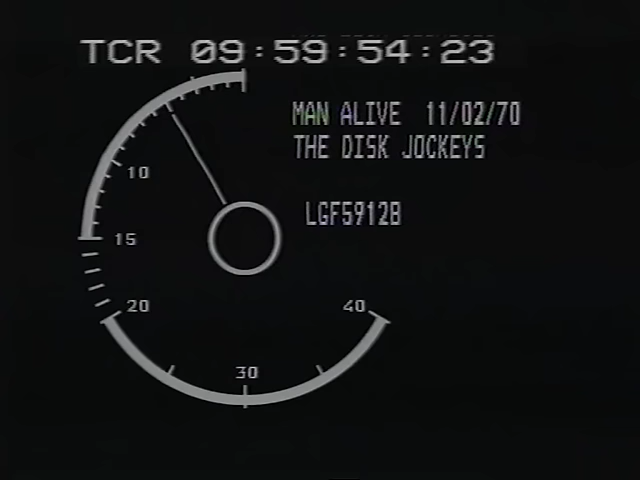 TCR 09:59:54:23
MAN ALIVE 11/02/70
THE DISK JOCKEYS
LGF5912B
10
15
20
40
30